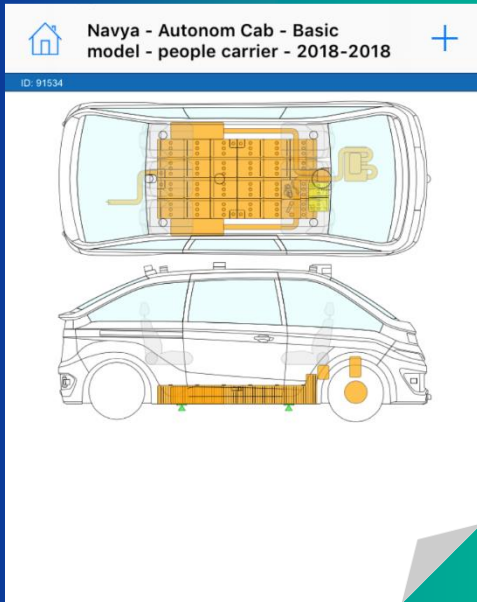 Navya - Autonom Cab - Basic
model - people carrier - 2018-2018
ID: 91534